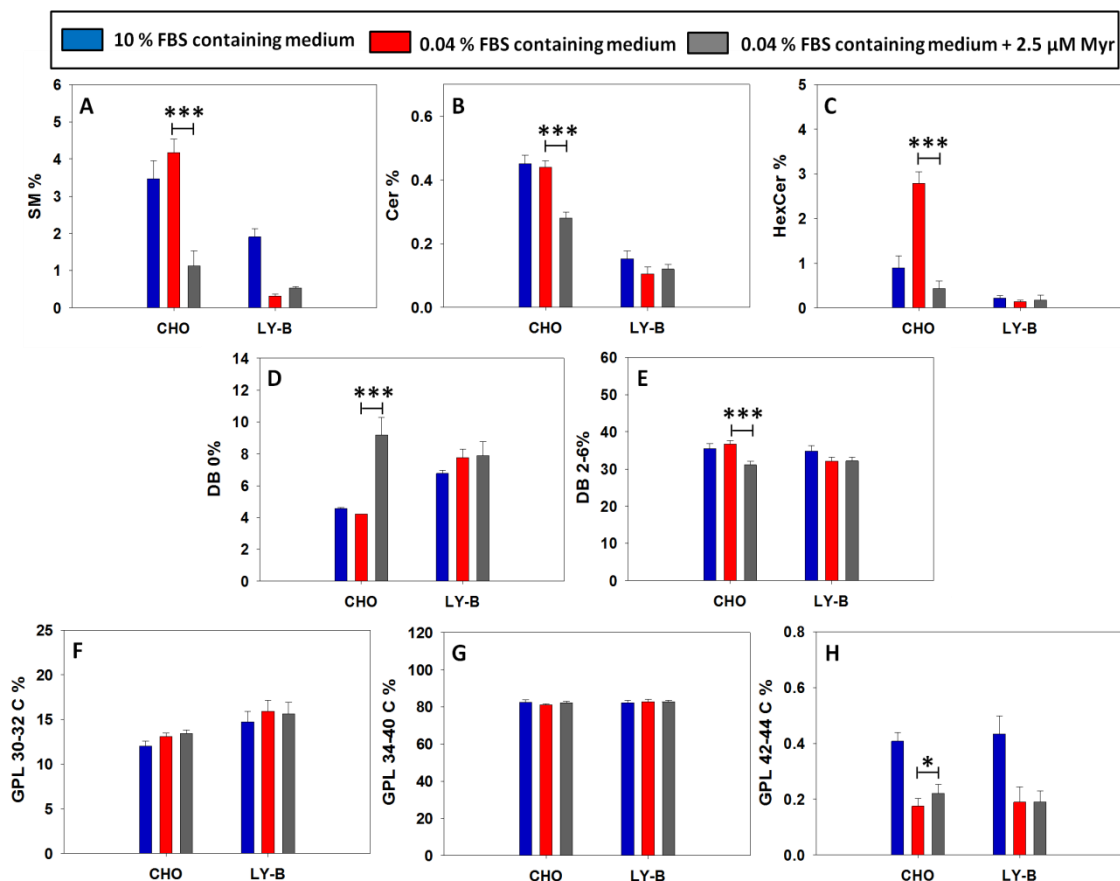 10 % FBS containing medium 0.04 % FBS containing medium 0.04 % FBS containing medium + 2.5 µM Myr
A
SM %
6
5
4
3
2
1
0
***
CHO LY-B
B
Cer %
0.6
0.4
0.2
0.0
***
CHO LY-B
C
HexCer %
5
4
3
2
1
0
***
CHO LY-B
D
DB 0%
14
12
10
8
6
4
2
0
***
CHO LY-B
E
DB 2-6%
60
50
40
30
20
10
0
***
CHO LY-B
F
GPL 30-32 C %
25
20
15
10
5
0
CHO LY-B
G
GPL 34-40 C %
120
100
80
60
40
20
0
CHO LY-B
H
GPL 42-44 C %
0.8
0.6
0.4
0.2
0.0
*
CHO LY-B